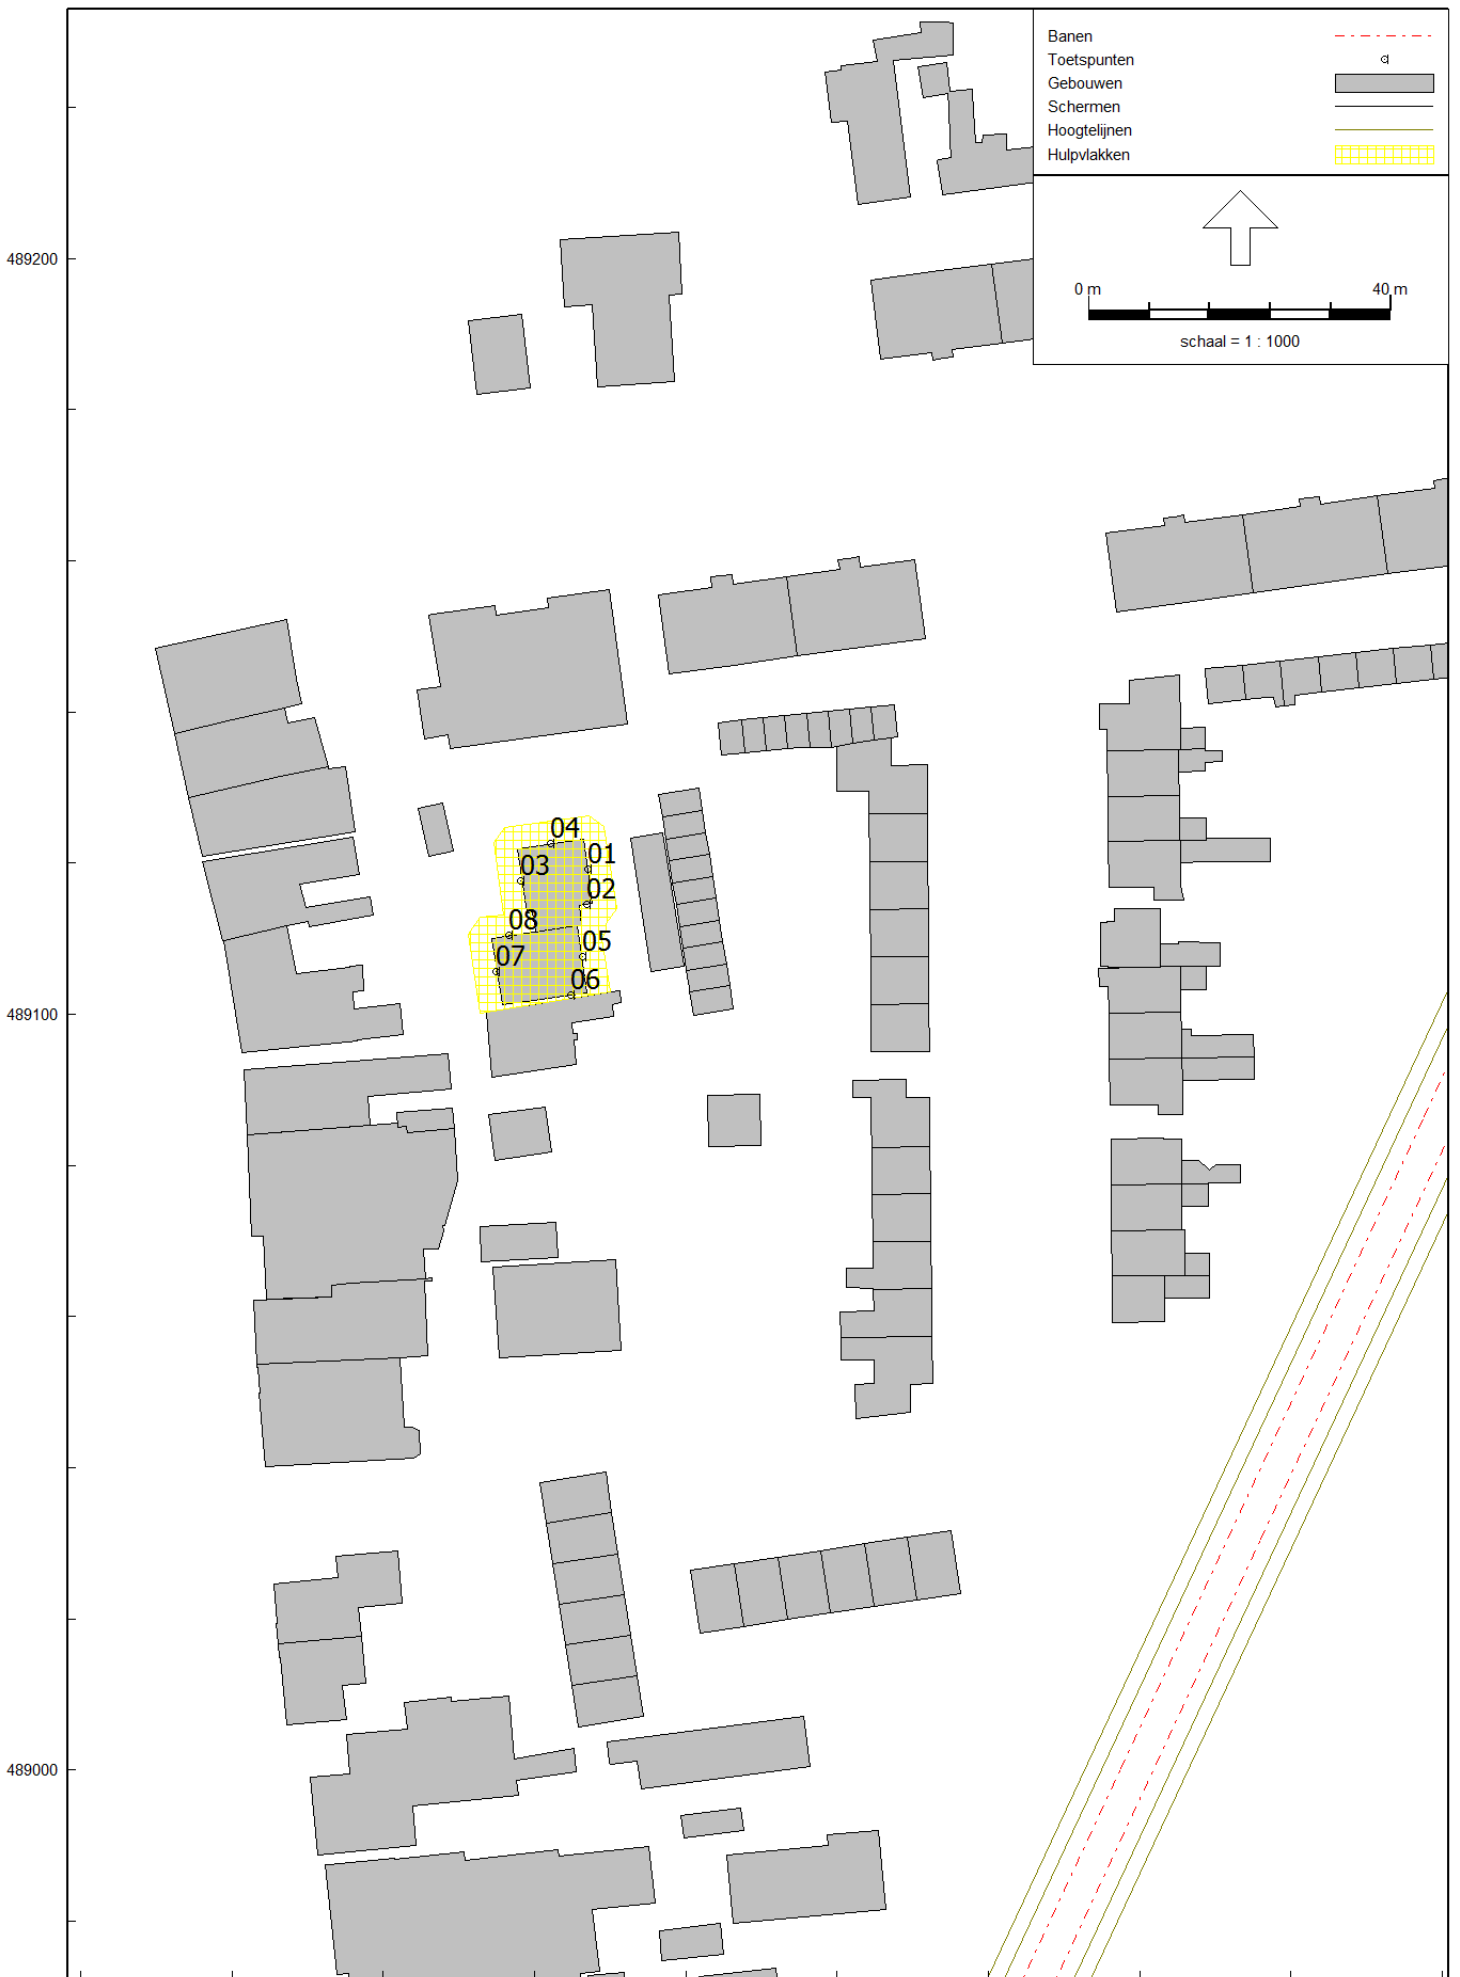 Banen
Toetspunten
Gebouwen
Schermen
Hoogtelijnen
Hulpvlakken
0 m 40 m
schaal = 1 : 1000
489200
04
01
03
02
08
05
07
06
489100
489000